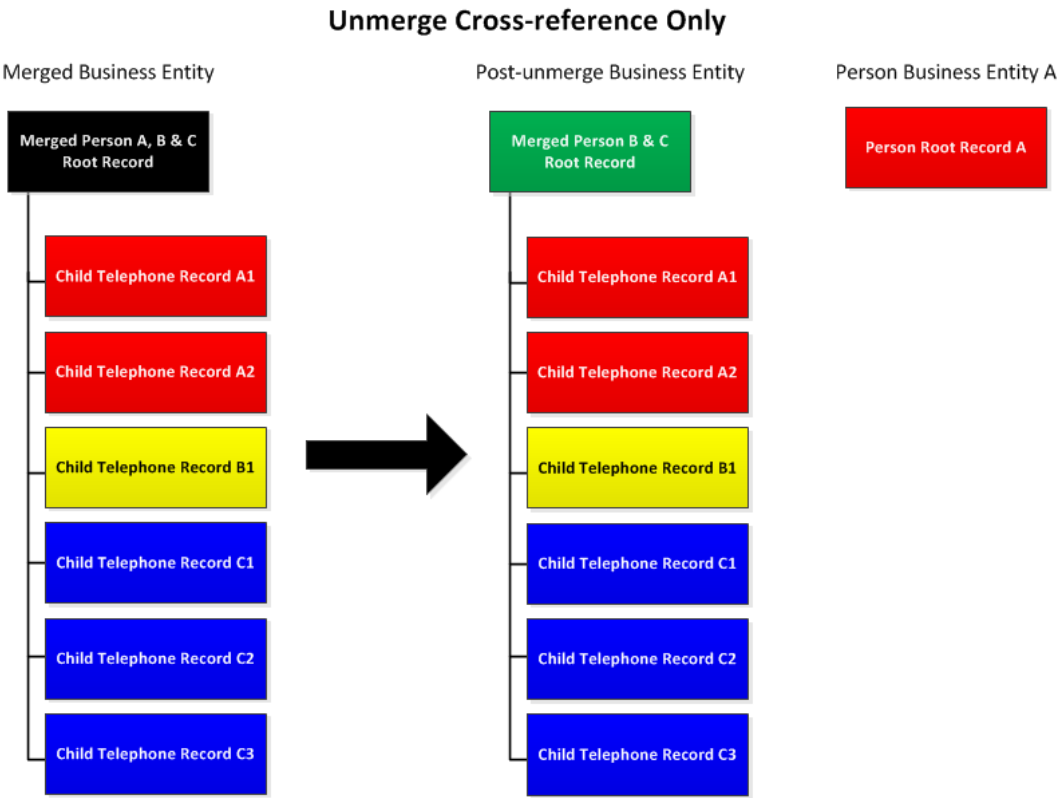 Unmerge Cross-reference Only
Merged Business Entity
Merged Person A, B & C
Root Record
Child Telephone Record A1
Child Telephone Record A2
Child Telephone Record B1
Child Telephone Record C1
Child Telephone Record C2
Child Telephone Record C3
Post-unmerge Business Entity
Merged Person B & C
Root Record
Child Telephone Record A1
Child Telephone Record A2
Child Telephone Record B1
Child Telephone Record C1
Child Telephone Record C2
Child Telephone Record C3
Person Business Entity A
Person Root Record A